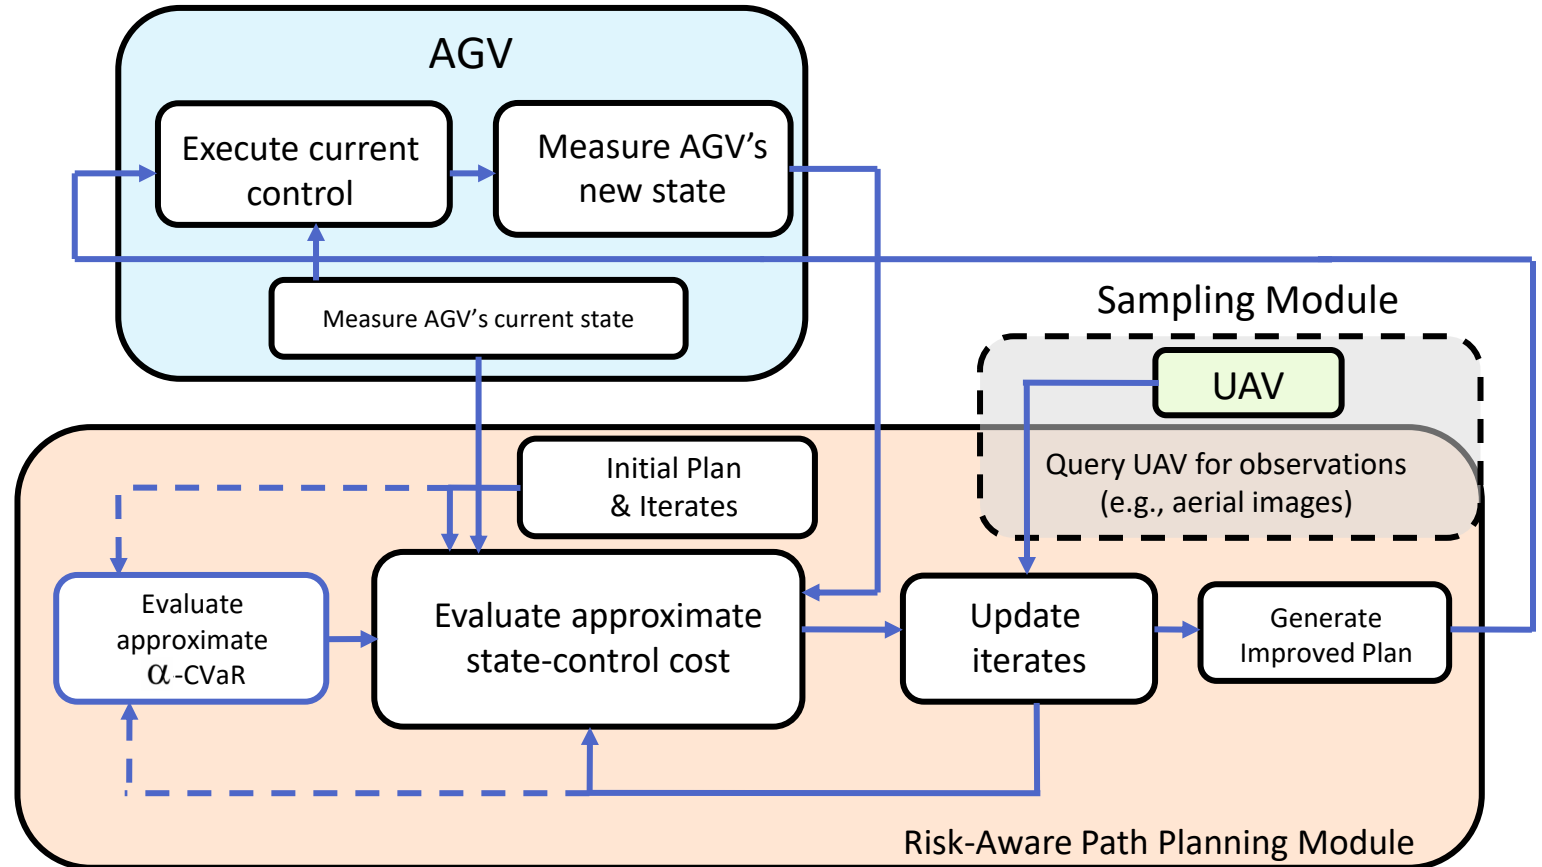 AGV
Execute current
control
Measure AGV’s
new state
Measure AGV’s current state
Sampling Module
UAV
Query UAV for observations
(e.g., aerial images)
Initial Plan
& Iterates
Evaluate
approximate
α-CVaR
Evaluate approximate
state-control cost
Update
iterates
Generate
Improved Plan
Risk-Aware Path Planning Module